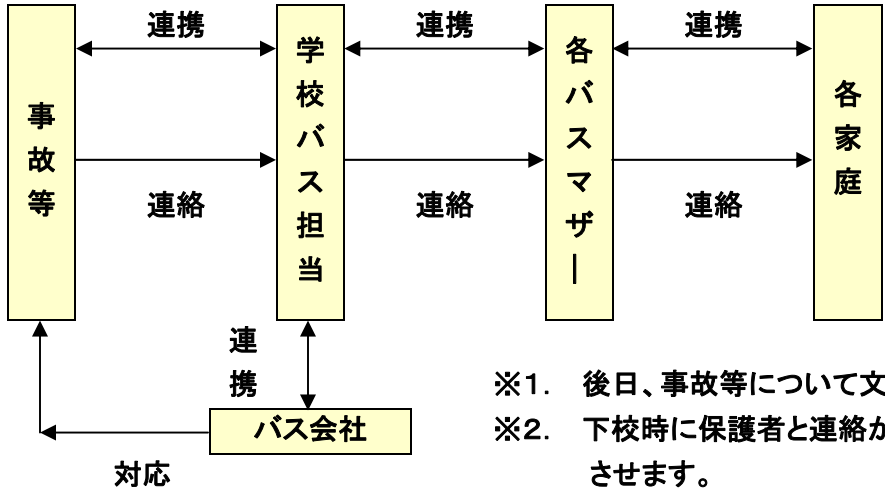 連携
連携
連携
事故等
学校バス担当
各バスマザー
各家庭
連絡
連絡
連絡
連携
バス会社
対応
※1. 後日、事故等について文
※2. 下校時に保護者と連絡か
させます。